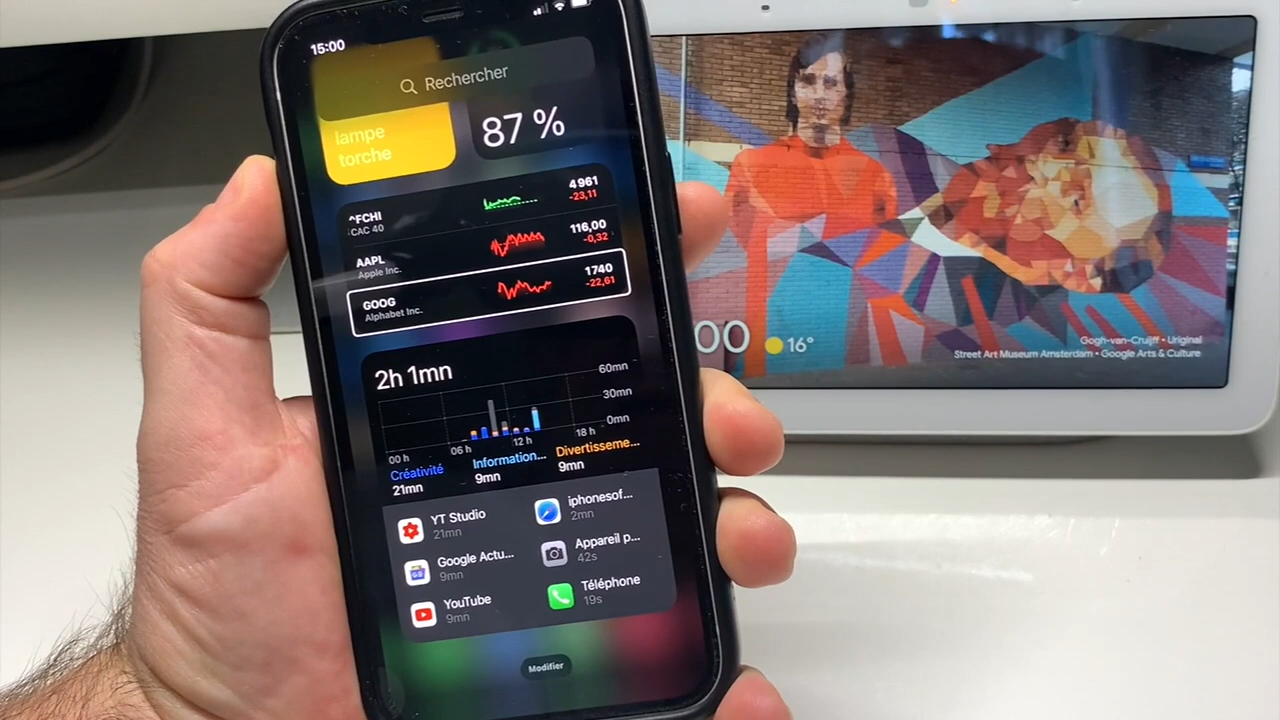 15:00
Rechercher
lampe
torche
87 %
^FCHI
CAC 40
4 961
-23,11
AAPL
Apple Inc.
116,00
-0,32
GOOG
Alphabet Inc.
1740
-22,61
2h 1mn
60mn
30mn
0mn
00 h
06 h
12 h
18 h
Créativité
21mn
Information...
9mn
Divertisseme...
9mn
YT Studio
21mn
iphonesof...
2mn
Google Actu...
9mn
Appareil p...
42s
YouTube
9mn
Téléphone
19s
Modifier
00
16°
Gogh-van-Cruijff • Original
Street Art Museum Amsterdam • Google Arts & Culture